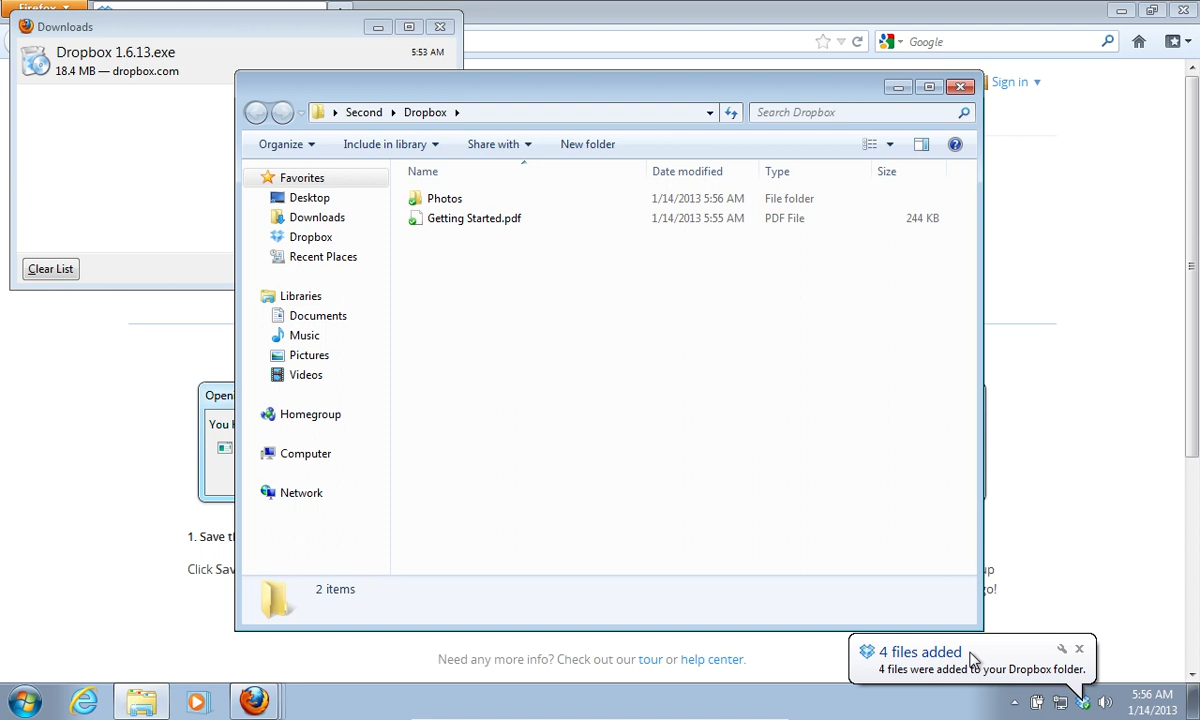 Firefox
Downloads
Dropbox 1.6.13.exe
5:53 AM
18.4 MB — dropbox.com
Clear List
Google
Sign in
Second Dropbox
Search Dropbox
Organize
Include in library
Share with
New folder
Name
Date modified
Type
Size
Favorites
Desktop
Downloads
Dropbox
Recent Places
Libraries
Documents
Music
Pictures
Videos
Homegroup
Computer
Network
Photos 1/14/2013 5:56 AM File folder
Getting Started.pdf 1/14/2013 5:55 AM PDF File 244 KB
2 items
You
1. Save
Click
up
go!
Need any more info? Check out our tour or help center.
4 files added
4 files were added to your Dropbox folder.
5:56 AM
1/14/2013